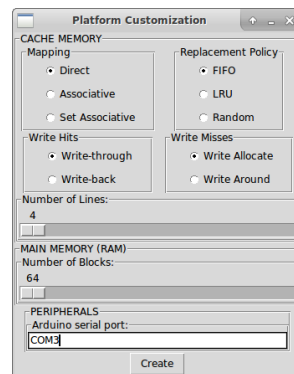 Platform Customization
CACHE MEMORY
Mapping
Direct
Associative
Set Associative
Replacement Policy
FIFO
LRU
Random
Write Hits
Write-through
Write-back
Write Misses
Write Allocate
Write Around
Number of Lines:
4
MAIN MEMORY (RAM)
Number of Blocks:
64
PERIPHERALS
Arduino serial port:
COM3
Create